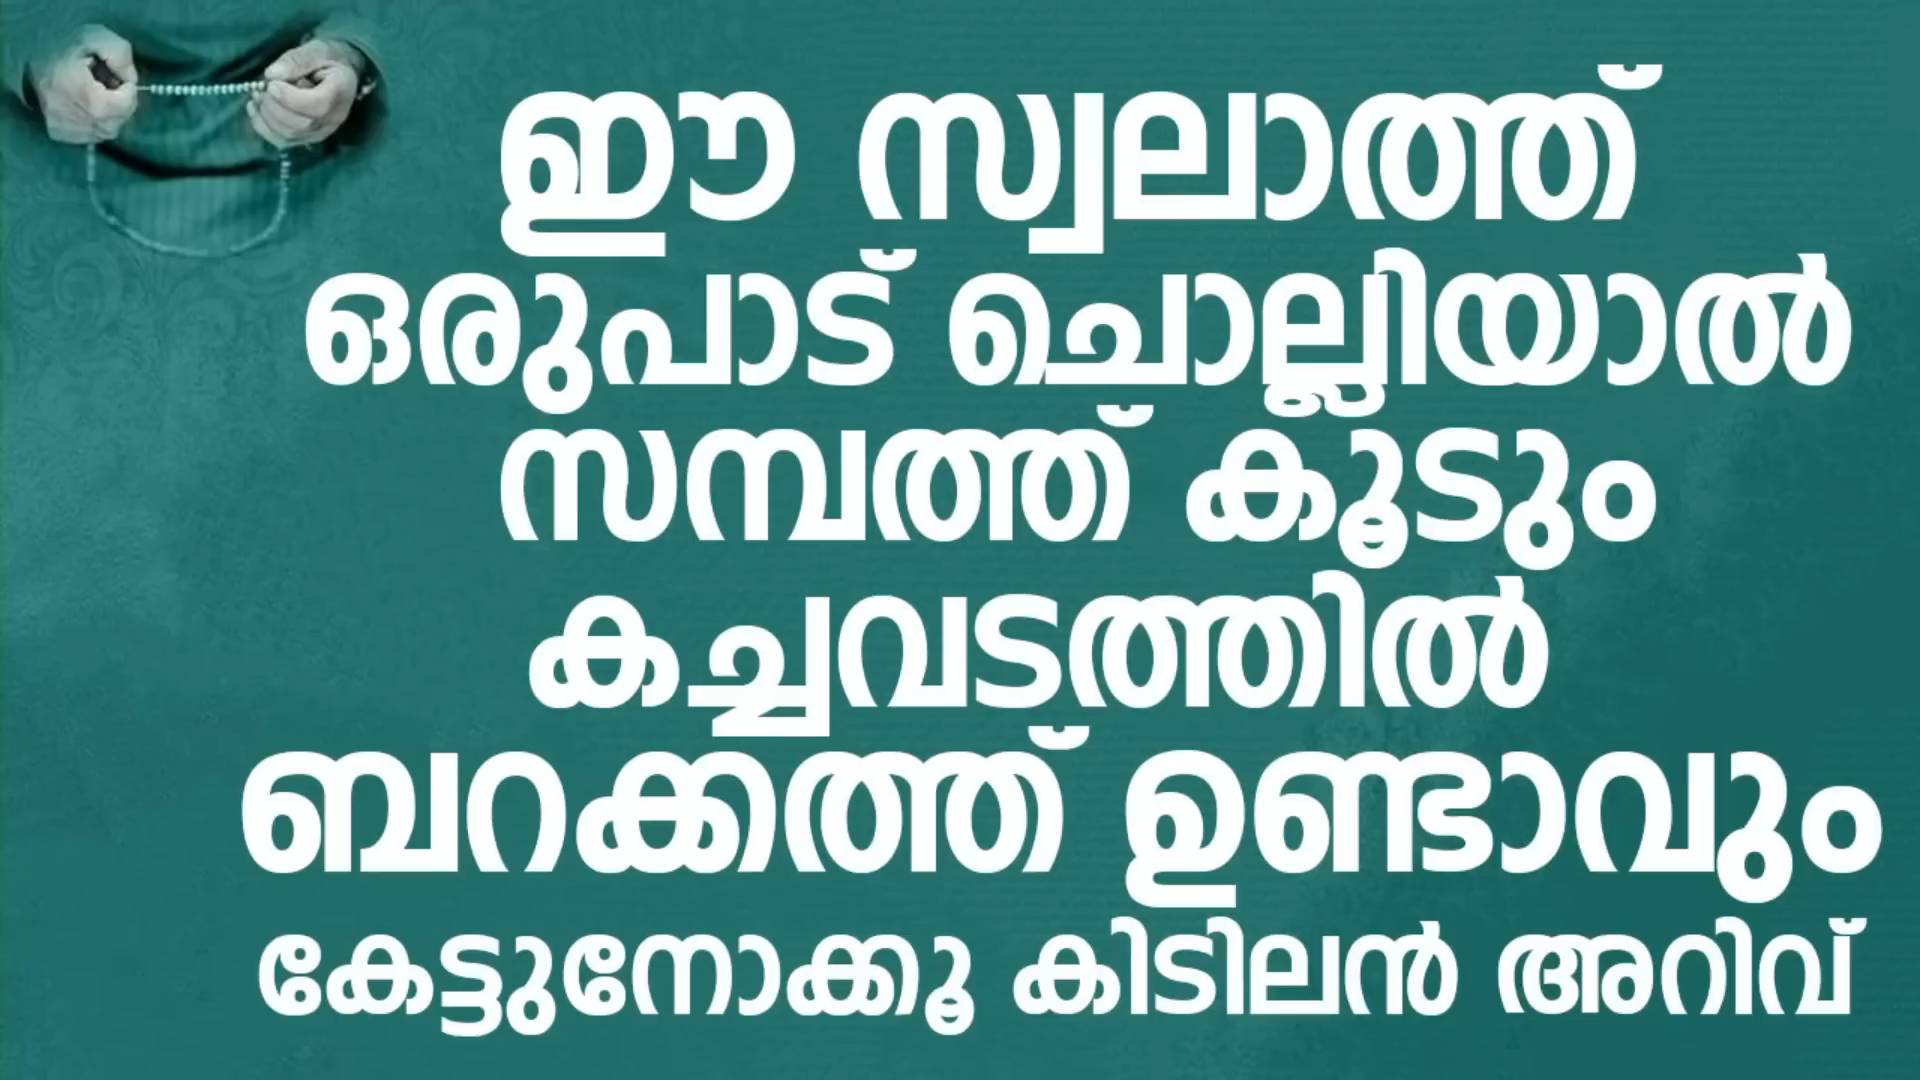 ഈ സ്വലാത്ത്
ഒരുപാട് ചൊല്ലിയാൽ
സമ്പത്ത് കൂടും
കച്ചവടത്തിൽ
ബറക്കത്ത് ഉണ്ടാവും
കേട്ടുനോക്കൂ കിടിലൻ അറിവ്